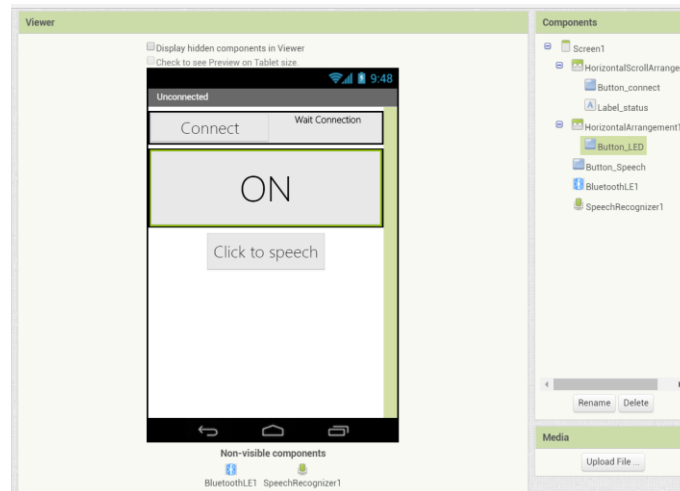 Viewer
Display hidden components in Viewer
Check to see Preview on Tablet size.
9:48
Unconnected
Connect
Wait Connection
ON
Click to speech
Non-visible components
BluetoothLE1 SpeechRecognizer1
Components
Screen1
HorizontalScrollArrange
Button_connect
A Label_status
HorizontalArrangement1
Button_LED
Button_Speech
BluetoothLE1
SpeechRecognizer1
Rename Delete
Media
Upload File ...